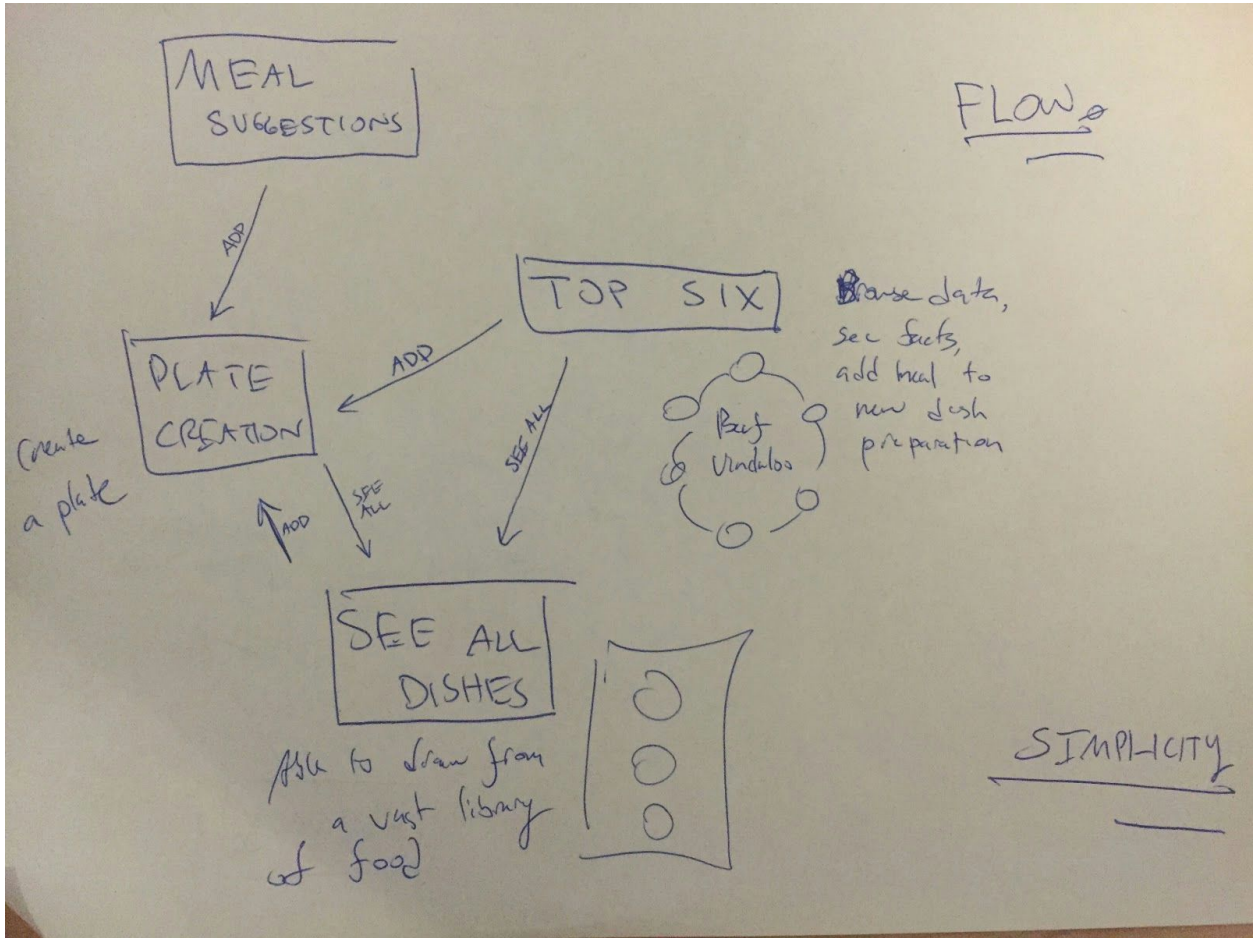 MEAL
SUGGESTIONS
FLOW
ADD
TOP SIX
Browse data,
see facts,
add meal to
new dish
preparation
PLATE
CREATION
ADD
Create
a plate
SEE ALL
Beef
Vindaloo
SEE
ALL
ADD
SEE ALL
DISHES
to draw from
a vast library
of food
SIMPLICITY